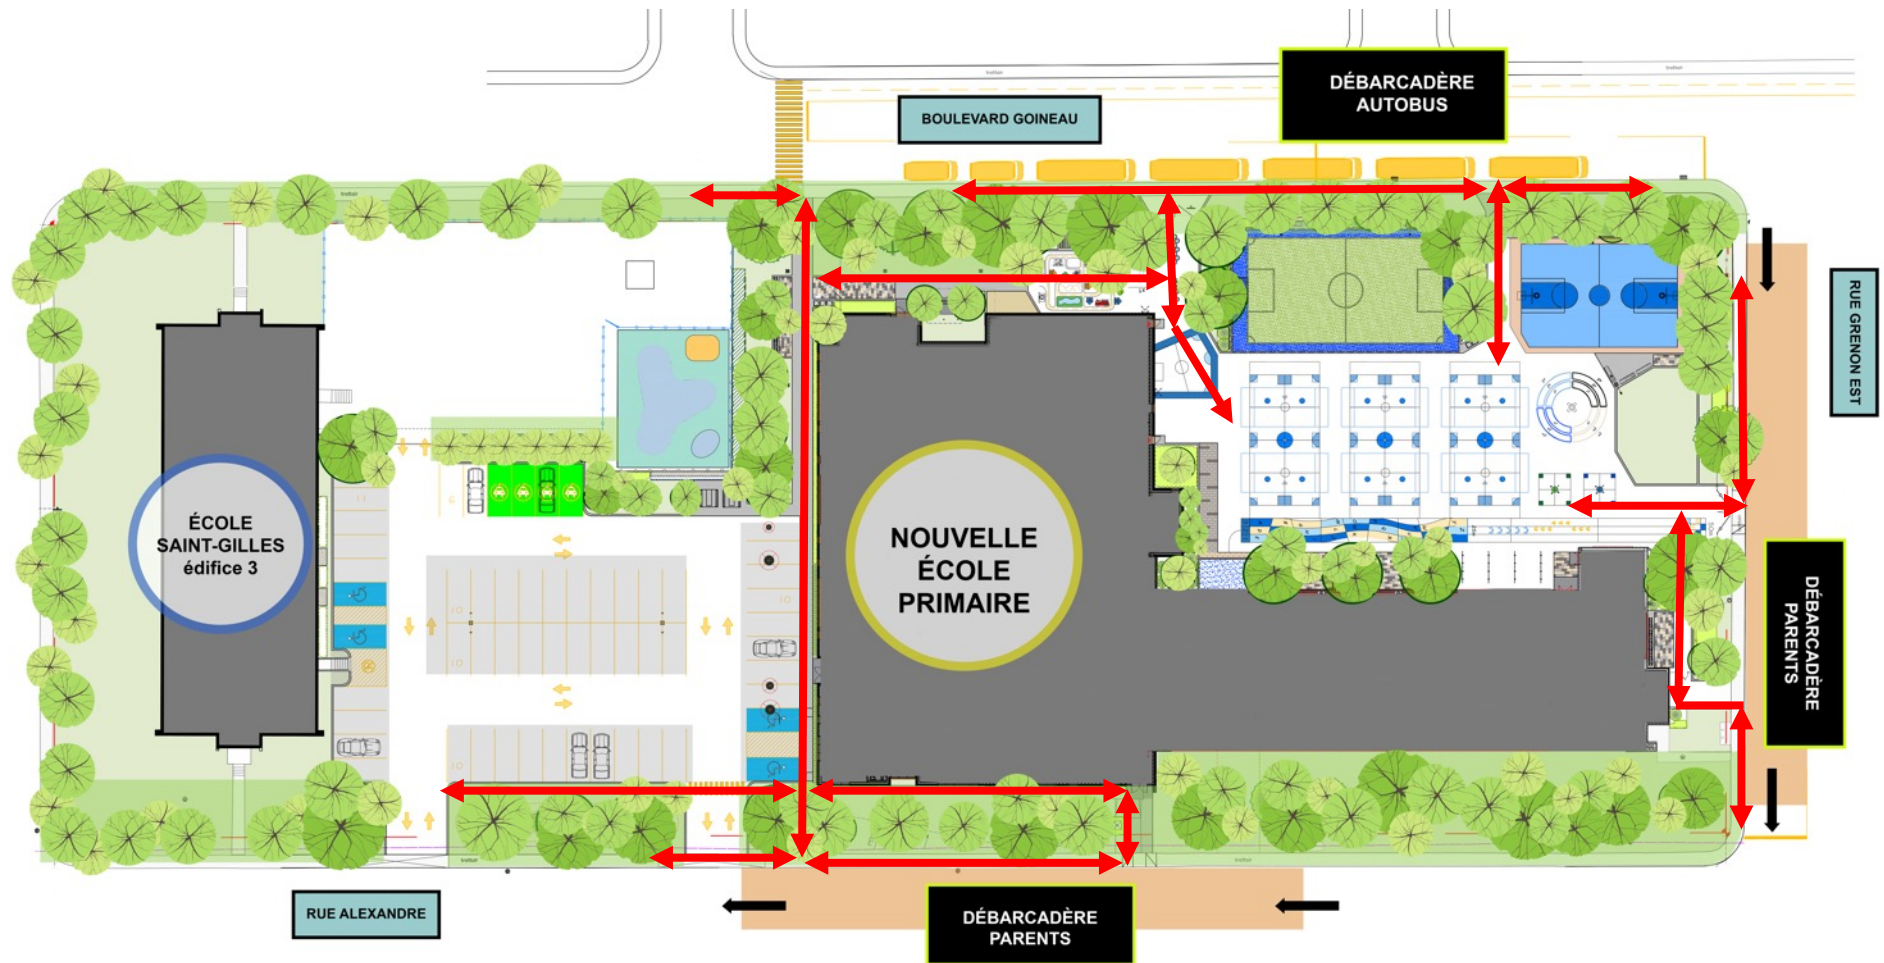 DÉBARCADÈRE
AUTOBUS
BOULEVARD GOINEAU
RUE GRENON EST
ÉCOLE
SAINT-GILLES
édifice 3
NOUVELLE
ÉCOLE
PRIMAIRE
DÉBARCADÈRE
PARENTS
RUE ALEXANDRE
DÉBARCADÈRE
PARENTS